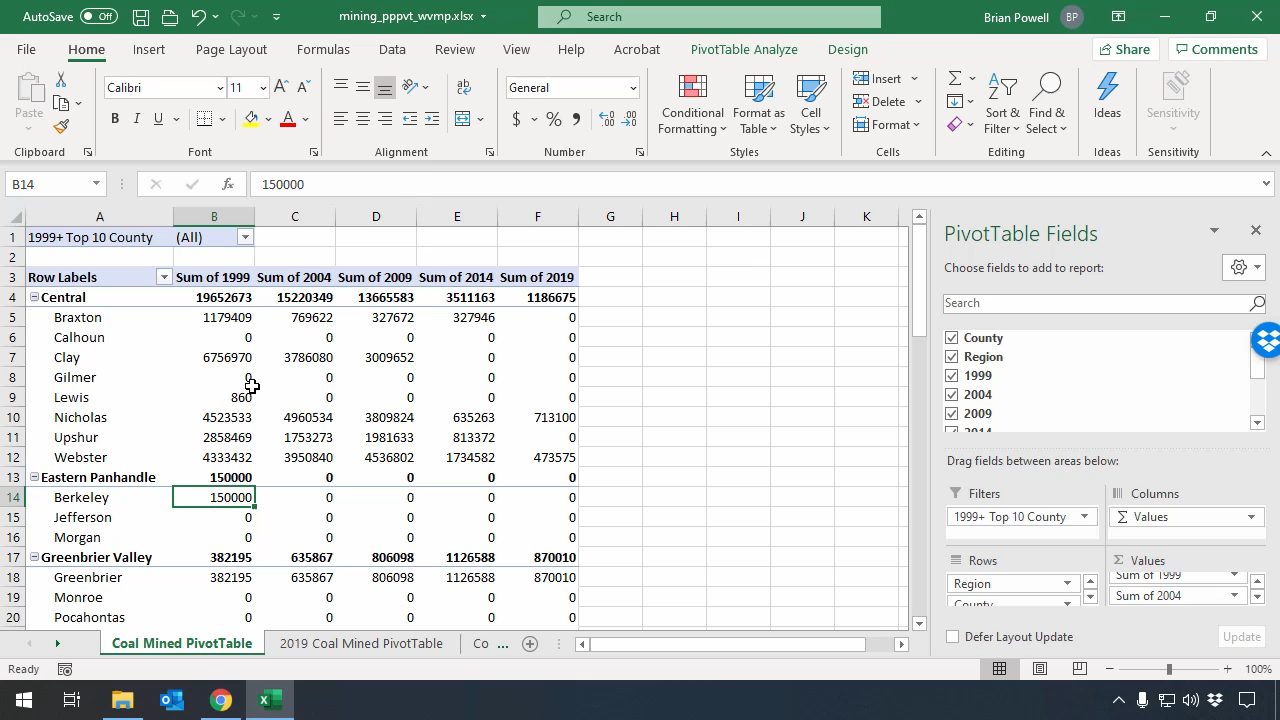 AutoSave Off mining_pppvt_wvmp.xlsx Search Brian Powell BP
File Home Insert Page Layout Formulas Data Review View Help Acrobat PivotTable Analyze Design Share Comments
Paste Calibri 11 A A ab General Conditional Formatting Format as Table Cell Styles Insert Delete Format Sort & Filter Find & Select Ideas Sensitivity
B I U A $ % , .00
Clipboard Font Alignment Number Styles Cells Editing Ideas Sensitivity
B14 fx 150000
A B C D E F G H I J K
1 1999+ Top 10 County (All)
2
3 Row Labels Sum of 1999 Sum of 2004 Sum of 2009 Sum of 2014 Sum of 2019
4 Central 19652673 15220349 13665583 3511163 1186675
5 Braxton 1179409 769622 327672 327946 0
6 Calhoun 0 0 0 0 0
7 Clay 6756970 3786080 3009652 0 0
8 Gilmer 0 0 0 0 0
9 Lewis 860 0 0 0 0
10 Nicholas 4523533 4960534 3809824 635263 713100
11 Upshur 2858469 1753273 1981633 813372 0
12 Webster 4333432 3950840 4536802 1734582 473575
13 Eastern Panhandle 150000 0 0 0 0
14 Berkeley 150000 0 0 0 0
15 Jefferson 0 0 0 0 0
16 Morgan 0 0 0 0 0
17 Greenbrier Valley 382195 635867 806098 1126588 870010
18 Greenbrier 382195 635867 806098 1126588 870010
19 Monroe 0 0 0 0 0
20 Pocahontas 0 0 0 0 0
PivotTable Fields
Choose fields to add to report:
Search
County
Region
1999
2004
2009
2014
Drag fields between areas below:
Filters Columns
1999+ Top 10 County Σ Values
Rows Σ Values
Region Sum of 1999
County Sum of 2004
Defer Layout Update Update
Coal Mined PivotTable 2019 Coal Mined PivotTable Co ...
Ready 100%